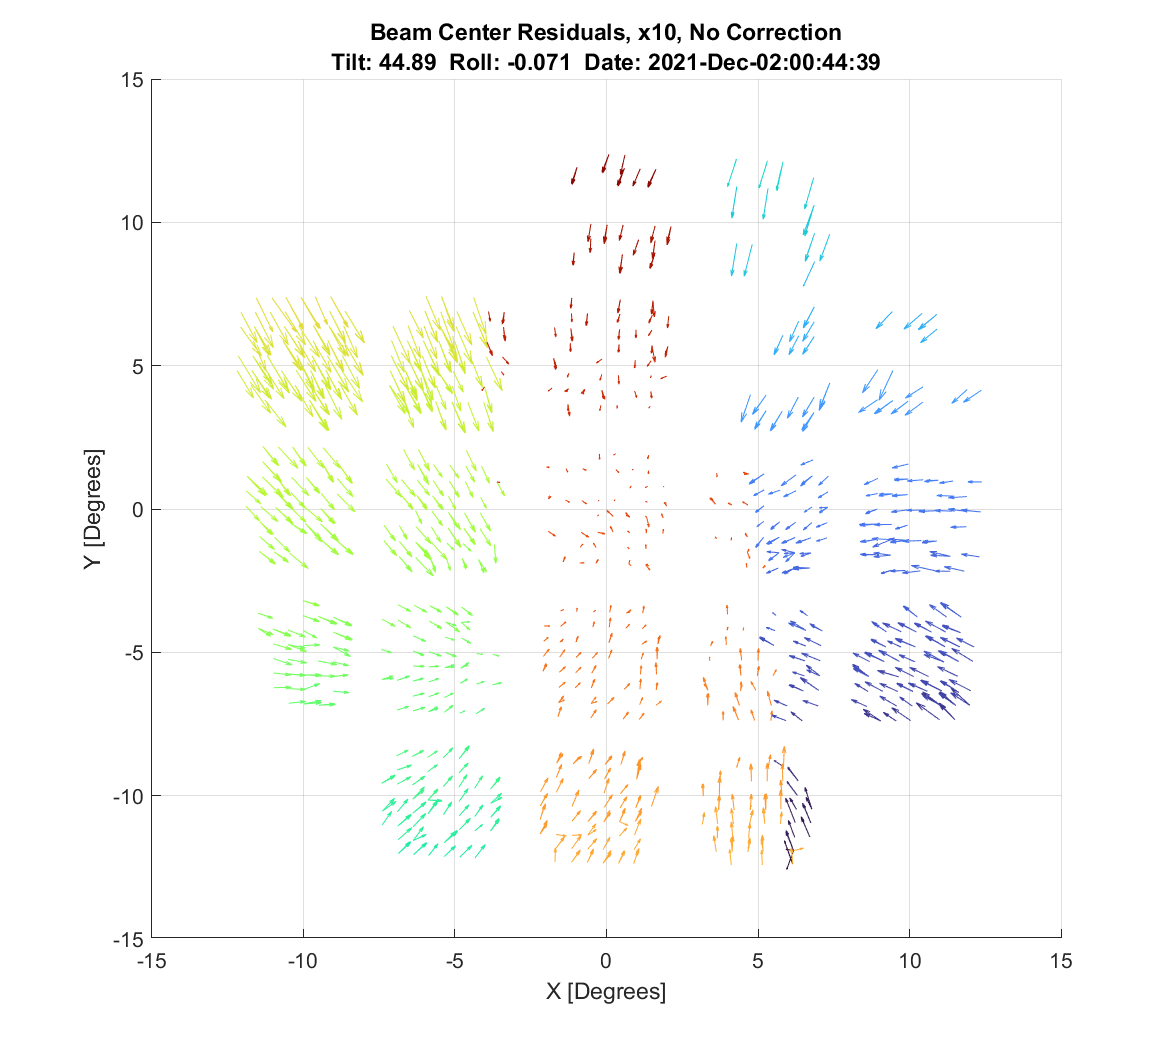 Beam Center Residuals, x10, No Correction
Tilt: 44.89  Roll: -0.071  Date: 2021-Dec-02:00:44:39
15
10
5
0
-5
-10
-15
Y [Degrees]
-15 -10 -5 0 5 10 15
X [Degrees]